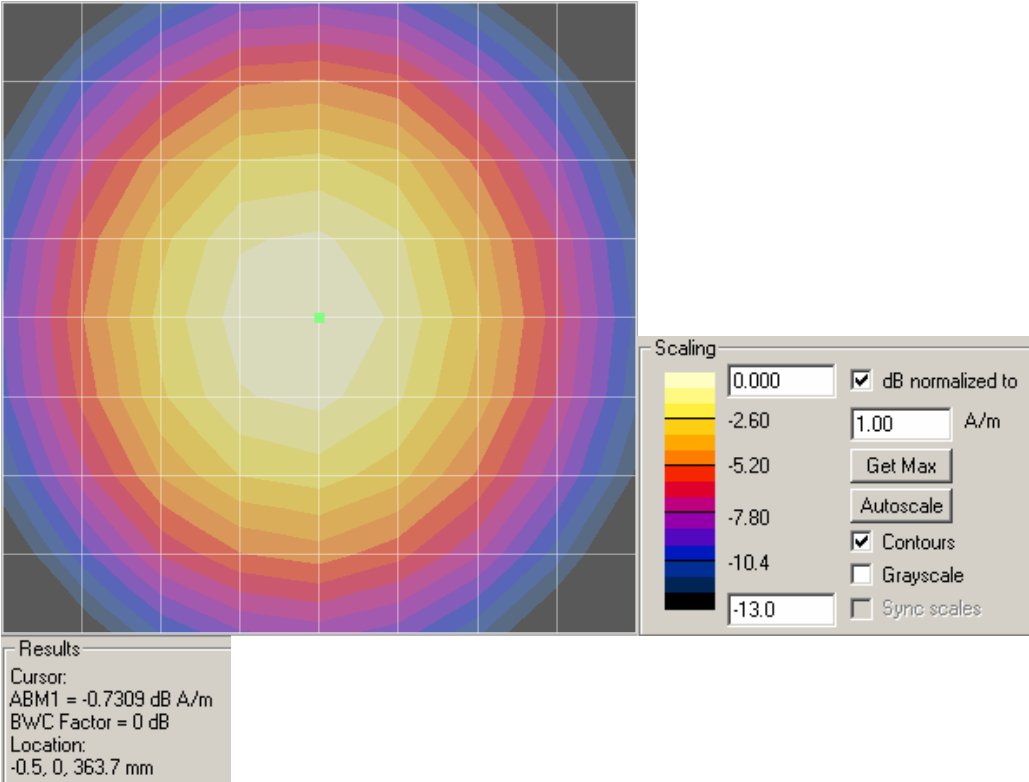 Scaling
0.000
dB normalized to
-2.60
1.00
A/m
-5.20
Get Max
Autoscale
-7.80
Contours
-10.4
Grayscale
-13.0
Sync scales
Results
Cursor:
ABM1 = -0.7309 dB A/m
BWC Factor = 0 dB
Location:
-0.5, 0, 363.7 mm